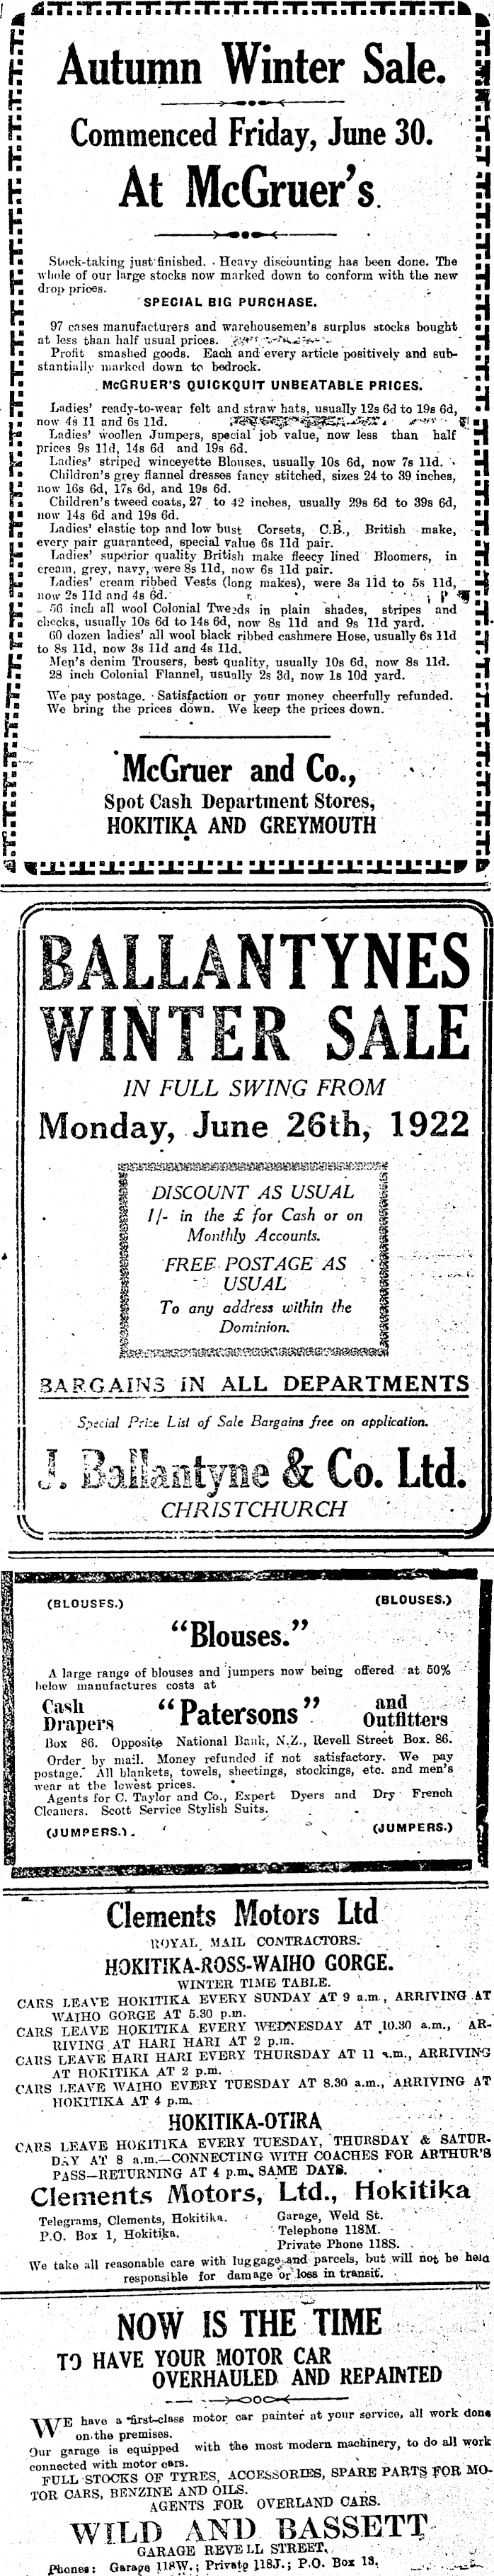 Autumn Winter Sale.
Commenced Friday, June 30.
At McGruer's.
Stock-taking just finished. Heavy discounting has been done. The
whole of our large stocks now marked down to conform with the new
drop prices.
SPECIAL BIG PURCHASE.
97 cases manufacturers and warehousemen's surplus stocks bought
at less than half usual prices.
Profit smashed goods. Each and every article positively and sub-
stantially marked down to bedrock.
McGRUER'S QUICKQUIT UNBEATABLE PRICES.
Ladies' ready-to-wear felt and straw hats, usually 12s 6d to 19s 6d,
now 4s 11 and 6s 11d.
Ladies' woollen Jumpers, special job value, now less than half
prices 9s 11d, 14s 6d and 19s 6d.
Ladies' striped winceyette Blouses, usually 10s 6d, now 7s 11d.
Children's grey flannel dresses fancy stitched, sizes 24 to 39 inches,
now 16s 6d, 17s 6d, and 19s 6d.
Children's tweed coats, 27 to 42 inches, usually 29s 6d to 39s 6d,
now 14s 6d and 19s 6d.
Ladies' elastic top and low bust Corsets, C.B., British make,
every pair guaranteed, special value 6s 11d pair.
Ladies' superior quality British make fleecy lined Bloomers, in
cream, grey, navy, were 8s 11d, now 6s 11d pair.
Ladies' cream ribbed Vests (long makes), were 3s 11d to 5s 11d,
now 2s 11d and 4s 6d.
56 inch all wool Colonial Tweeds in plain shades, stripes and
checks, usually 10s 6d to 14s 6d, now 8s 11d and 9s 11d yard.
60 dozen ladies' all wool black ribbed cashmere Hose, usually 6s 11d
to 8s 11d, now 3s 11d and 4s 11d.
Men's denim Trousers, best quality, usually 10s 6d, now 8s 11d.
28 inch Colonial Flannel, usually 2s 3d, now 1s 10d yard.
We pay postage. Satisfaction or your money cheerfully refunded.
We bring the prices down. We keep the prices down.
McGruer and Co.,
Spot Cash Department Stores,
HOKITIKA AND GREYMOUTH
BALLANTYNES
WINTER SALE
IN FULL SWING FROM
Monday, June 26th, 1922
DISCOUNT AS USUAL
1/- in the £ for Cash or on
Monthly Accounts.
FREE POSTAGE AS
USUAL
To any address within the
Dominion.
BARGAINS IN ALL DEPARTMENTS
Special Price List of Sale Bargains free on application.
J. Ballantyne & Co. Ltd.
CHRISTCHURCH
(BLOUSES.) (BLOUSES.)
"Blouses."
A large range of blouses and jumpers now being offered at 50%
below manufactures costs at
Cash Drapers "Patersons" and Outfitters
Box 86. Opposite National Bank, N.Z., Revell Street Box. 86.
Order by mail. Money refunded if not satisfactory. We pay
postage. All blankets, towels, sheetings, stockings, etc. and men's
wear at the lowest prices.
Agents for C. Taylor and Co., Expert Dyers and Dry French
Cleaners. Scott Service Stylish Suits.
(JUMPERS.) (JUMPERS.)
Clements Motors Ltd
ROYAL MAIL CONTRACTORS.
HOKITIKA-ROSS-WAIHO GORGE.
WINTER TIME TABLE.
CARS LEAVE HOKITIKA EVERY SUNDAY AT 9 a.m., ARRIVING AT
WAIHO GORGE AT 5.30 p.m.
CARS LEAVE HOKITIKA EVERY WEDNESDAY AT 10.30 a.m., AR-
RIVING AT HARI HARI AT 2 p.m.
CARS LEAVE HARI HARI EVERY THURSDAY AT 11 a.m., ARRIVING
AT HOKITIKA AT 2 p.m.
CARS LEAVE WAIHO EVERY TUESDAY AT 8.30 a.m., ARRIVING AT
HOKITIKA AT 4 p.m.
HOKITIKA-OTIRA
CARS LEAVE HOKITIKA EVERY TUESDAY, THURSDAY & SATUR-
DAY AT 8 a.m.—CONNECTING WITH COACHES FOR ARTHUR'S
PASS—RETURNING AT 4 p.m. SAME DAYS.
Clements Motors, Ltd., Hokitika
Telegrams, Clements, Hokitika. Garage, Weld St.
P.O. Box 1, Hokitika. Telephone 118M.
Private Phone 118S.
We take all reasonable care with luggage and parcels, but will not be held
responsible for damage or loss in transit.
NOW IS THE TIME
TO HAVE YOUR MOTOR CAR
OVERHAULED AND REPAINTED
WE have a first-class motor car painter at your service, all work done
on the premises.
Our garage is equipped with the most modern machinery, to do all work
connected with motor cars.
FULL STOCKS OF TYRES, ACCESSORIES, SPARE PARTS FOR MO-
TOR CARS, BENZINE AND OILS.
AGENTS FOR OVERLAND CARS.
WILD AND BASSETT
GARAGE REVELL STREET.
Phones: Garage 118W.; Private 118J.; P.O. Box 18.